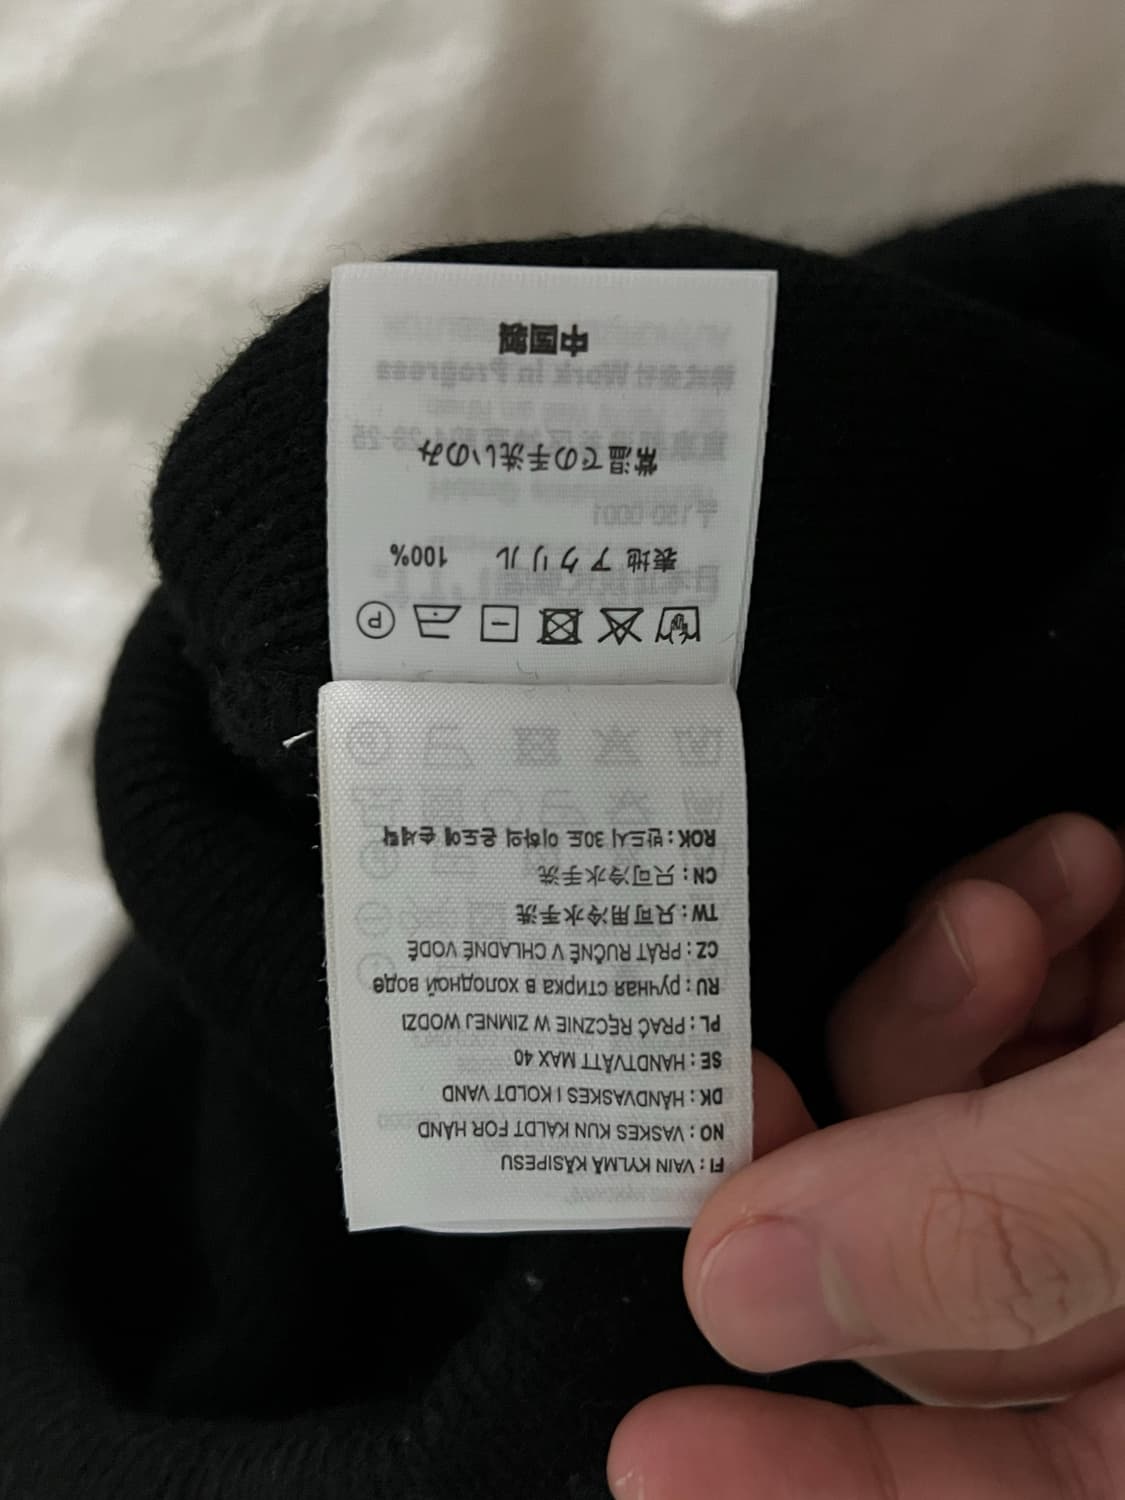 FI : VAIN KYLMÄ KÄSIPESU
NO : VASKES KUN KALDT FOR HÅND
DK : HÅNDVASKES I KOLDT VAND
SE : HANDTVÄTT MAX 40
PL : PRAĆ RĘCZNIE W ZIMNEJ WODZI
RU : ручная стирка в холодной воде
CZ : PRÁT RUČNĚ V CHLADNÉ VODĚ
TW : 只可用冷水手洗
CN : 只可冷水手洗
ROK : 반드시 30도 이하의 온도에 손세탁
P
表地 アクリル 100%
常温での手洗いのみ
中国製